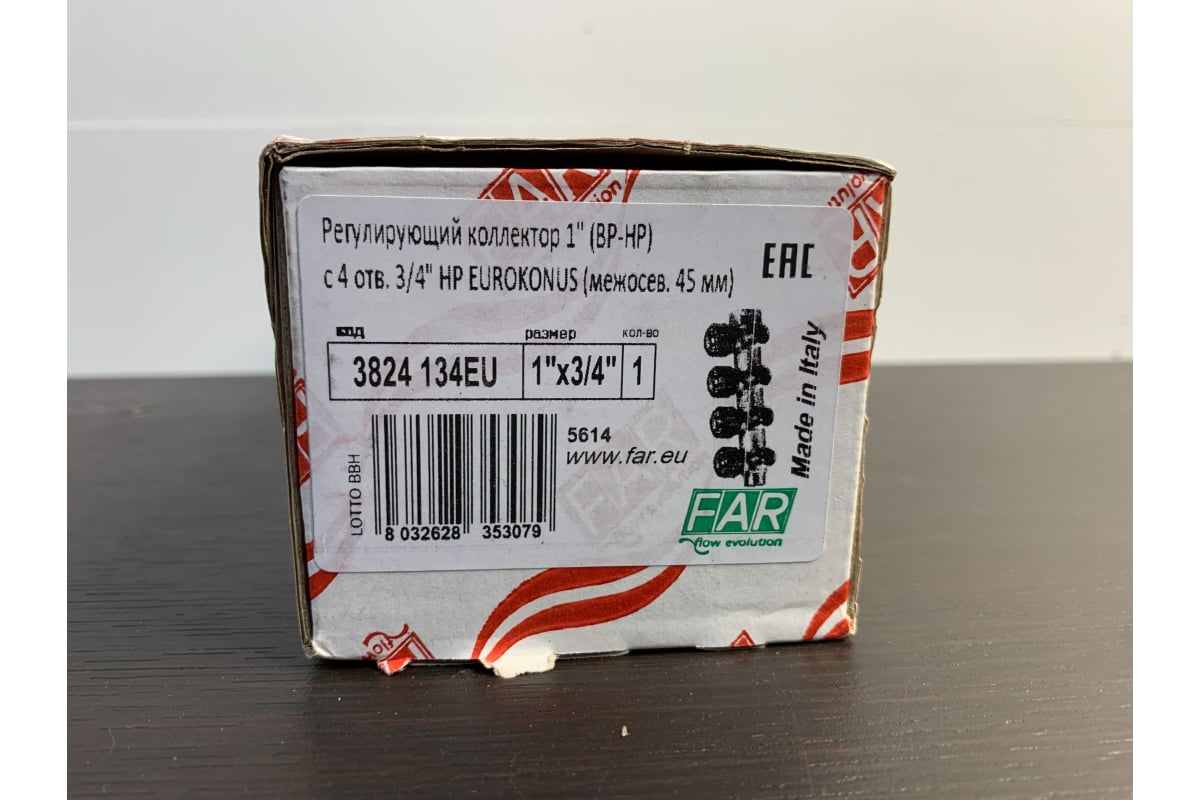 Регулирующий коллектор 1" (ВР-НР)
с 4 отв. 3/4" НР EUROKONUS (межосев. 45 мм)
EAC
код размер кол-во
3824 134EU 1"x3/4" 1
Made in Italy
LOTTO BBH
5614
www.far.eu
8 032628 353079
FAR
flow evolution